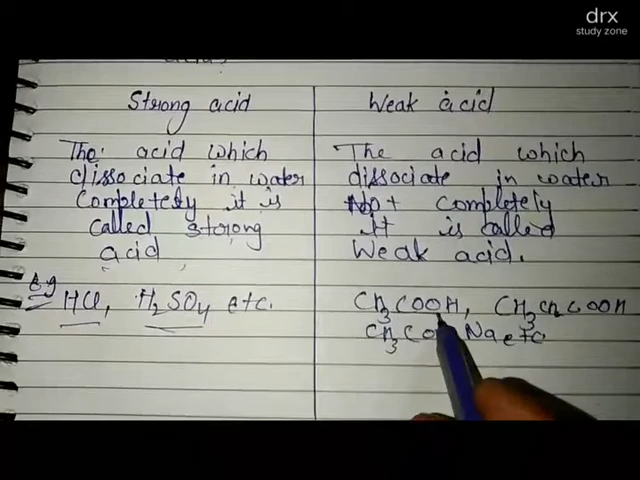 drx
study zone
Strong acid
Weak acid
The acid which
dissociate in water
completely it is
called strong
acid
The acid which
dissociate in water
Not completely
It is called
Weak acid.
e.g
HCl, H2SO4 etc.
CH3COOH, CH3CH2COOH
CH3COO Na etc